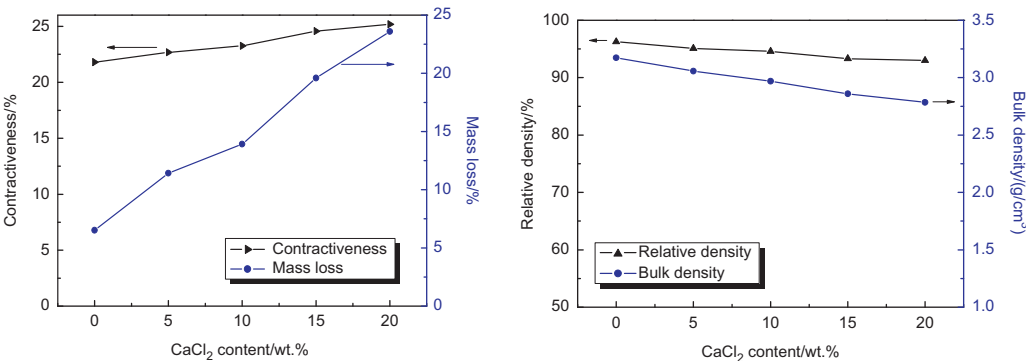 25
20
15
10
5
0
Contractiveness/%
25
20
15
10
5
0
Mass loss/%
Contractiveness
Mass loss
0 5 10 15 20
CaCl2 content/wt.%
100
90
80
70
60
50
Relative density/%
3.5
3.0
2.5
2.0
1.5
1.0
Bulk density/(g/cm³)
Relative density
Bulk density
0 5 10 15 20
CaCl2 content/wt.%